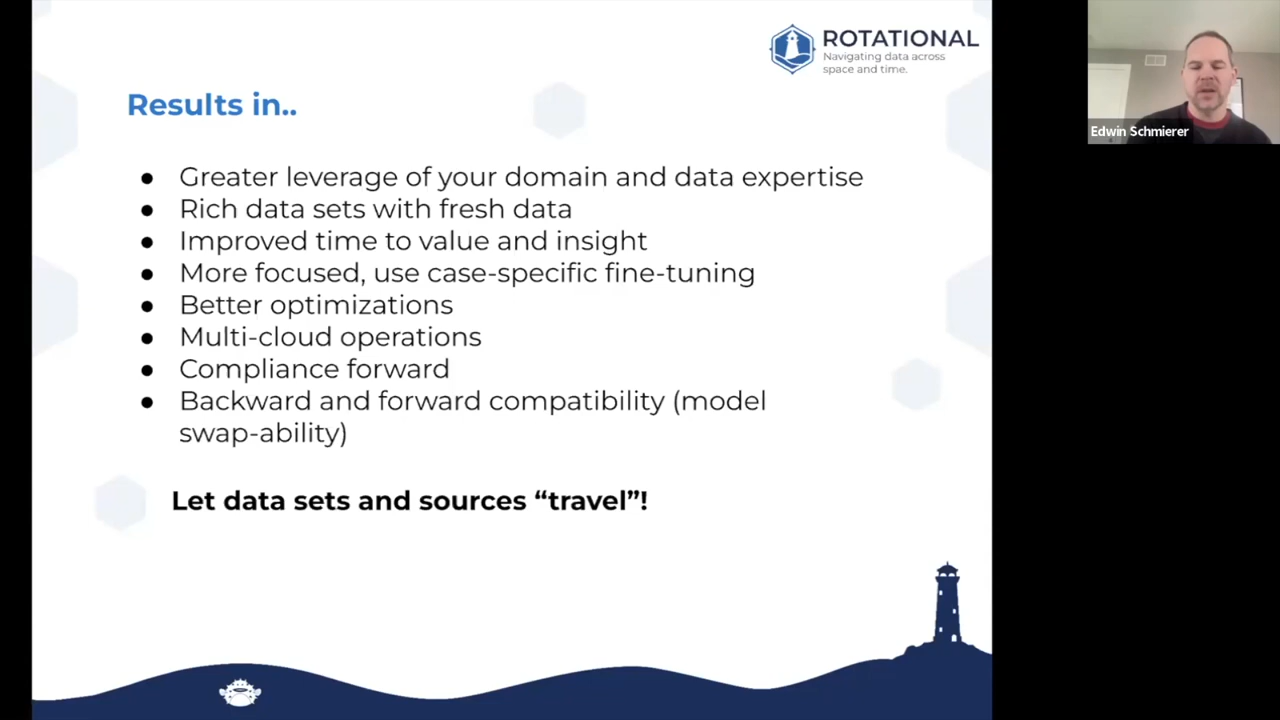 ROTATIONAL
Navigating data across
space and time.
Edwin Schmierer
Results in..
● Greater leverage of your domain and data expertise
● Rich data sets with fresh data
● Improved time to value and insight
● More focused, use case-specific fine-tuning
● Better optimizations
● Multi-cloud operations
● Compliance forward
● Backward and forward compatibility (model
swap-ability)
Let data sets and sources “travel”!